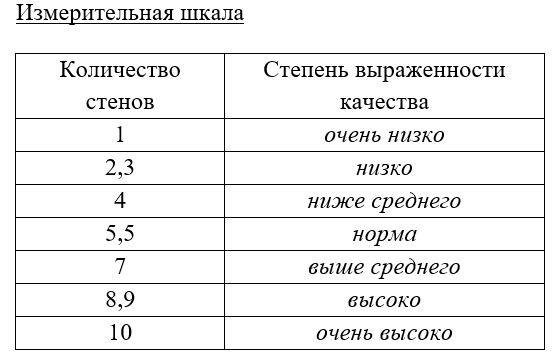 Измерительная шкала
Количество стенов
Степень выраженности качества
1
очень низко
2,3
низко
4
ниже среднего
5,5
норма
7
выше среднего
8,9
высоко
10
очень высоко